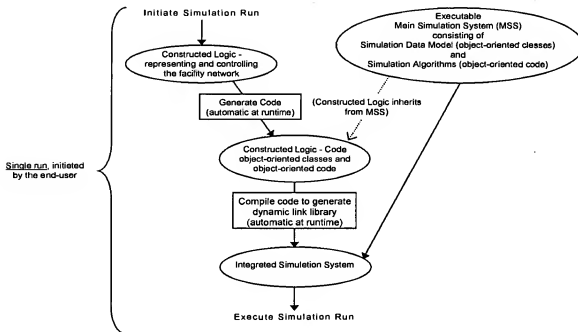 Initiate Simulation Run
Executable
Mein Simulation System (MSS)
consisting of
Simulation Data Model (object-oriented classes)
and
Simulation Algorithms (object-oriented code)
Constructed Logic -
representing and controlling
the facility network
Generate Code
(automatic at runtime)
(Constructed Logic inherits
from MSS)
Constructed Logic - Code
object-oriented classes and
object-oriented code
Single run, initieted
by the end-user
Compile code to generate
dynamic link library
(automatic at runtime)
Integrated Simuletion System
Execute Simulation Run